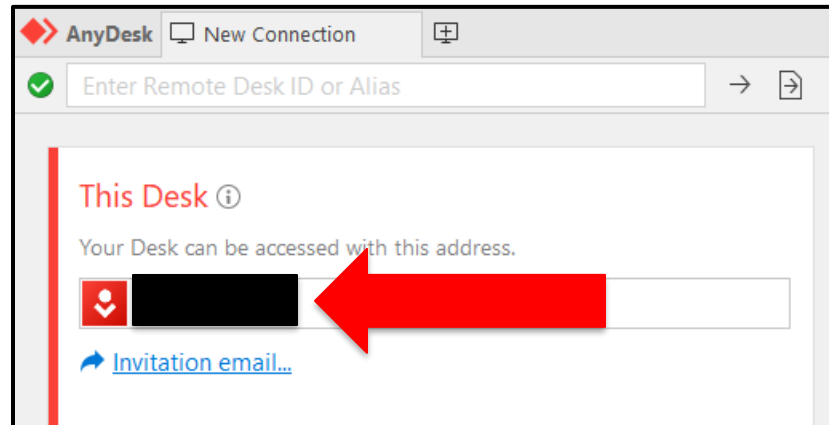 AnyDesk New Connection
Enter Remote Desk ID or Alias
This Desk
Your Desk can be accessed with this address.
Invitation email...